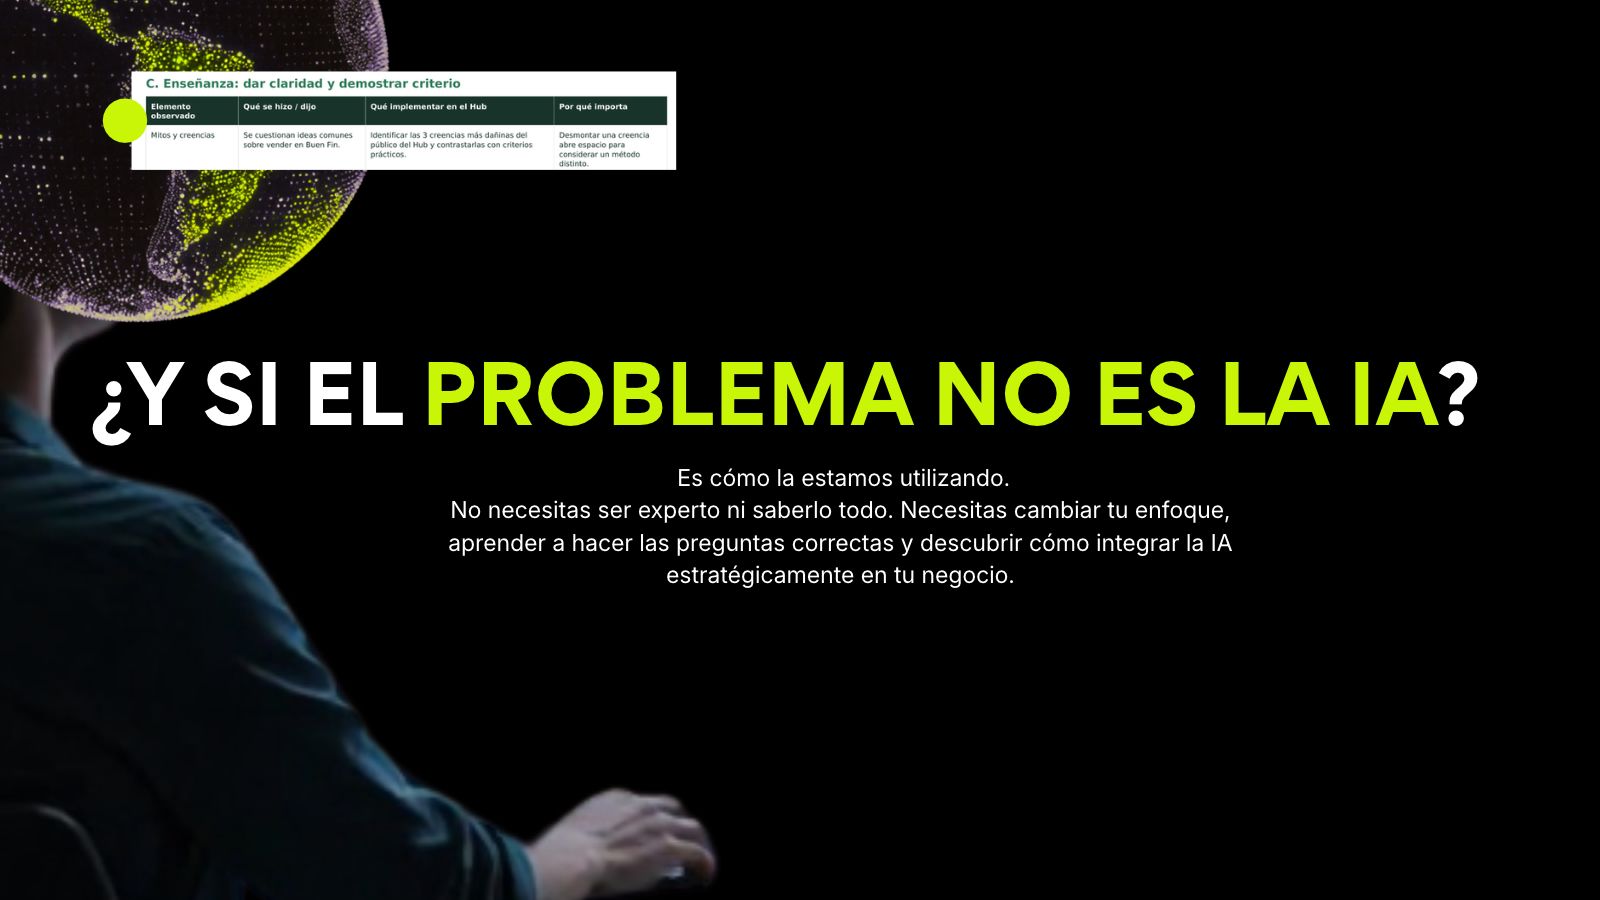 C. Enseñanza: dar claridad y demostrar criterio
Elemento observado | Qué se hizo / dijo | Qué implementar en el Hub | Por qué importa
Mitos y creencias | Se cuestionan ideas comunes sobre vender en Buen Fin. | Identificar las 3 creencias más dañinas del público del Hub y contrastarlas con criterios prácticos. | Desmontar una creencia abre espacio para considerar un método distinto.
¿Y SI EL PROBLEMA NO ES LA IA?
Es cómo la estamos utilizando.
No necesitas ser experto ni saberlo todo. Necesitas cambiar tu enfoque,
aprender a hacer las preguntas correctas y descubrir cómo integrar la IA
estratégicamente en tu negocio.